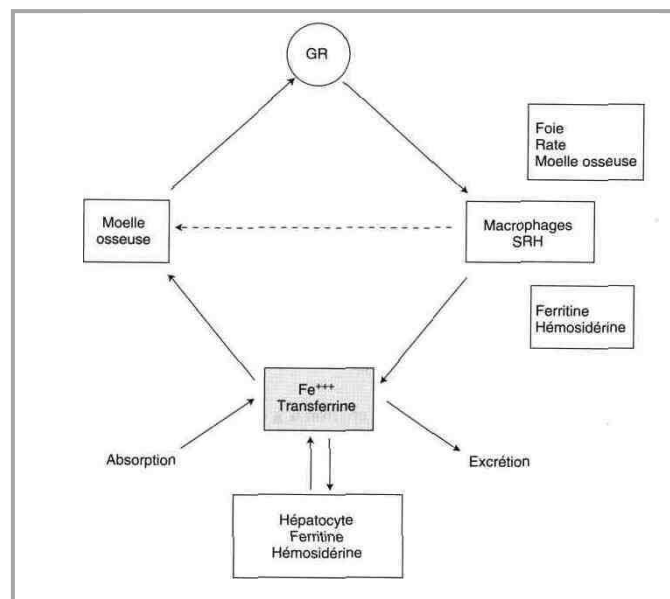 GR
Foie
Rate
Moelle osseuse
Moelle
osseuse
Macrophages
SRH
Ferritine
Hémosidérine
Fe+++
Transferrine
Absorption
Excrétion
Hépatocyte
Ferritine
Hémosidérine